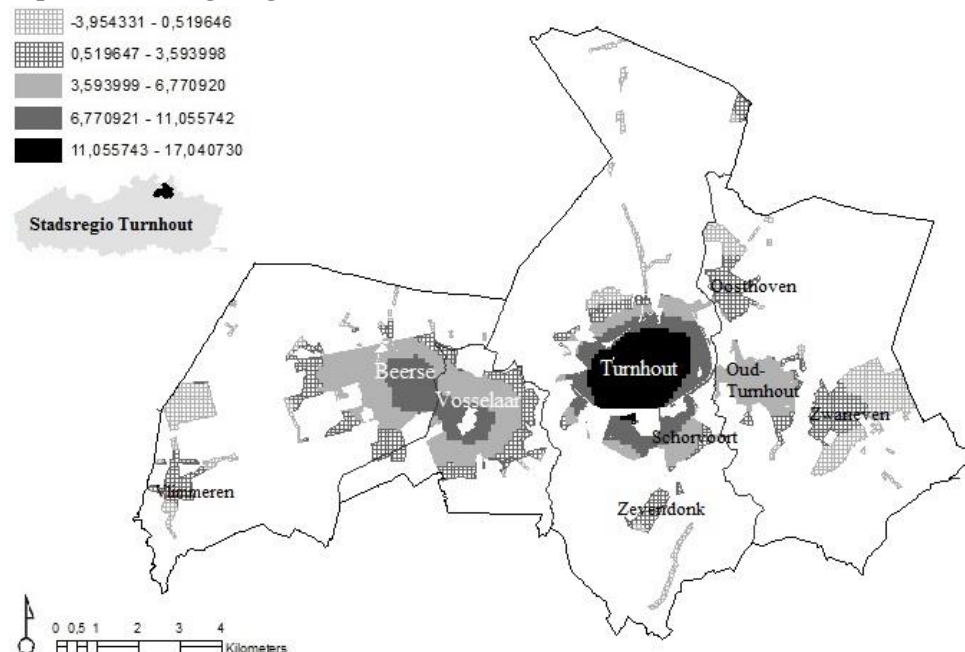 -3,954331 - 0,519646
0,519647 - 3,593998
3,593999 - 6,770920
6,770921 - 11,055742
11,055743 - 17,040730
Stadsregio Turnhout
Oosthoven
Beerse
Turnhout
Oud-
Turnhout
Vosselaar
Zwaneven
Schorvoort
Vlimmeren
Zevendonk
0 0,5 1 2 3 4
Kilometers